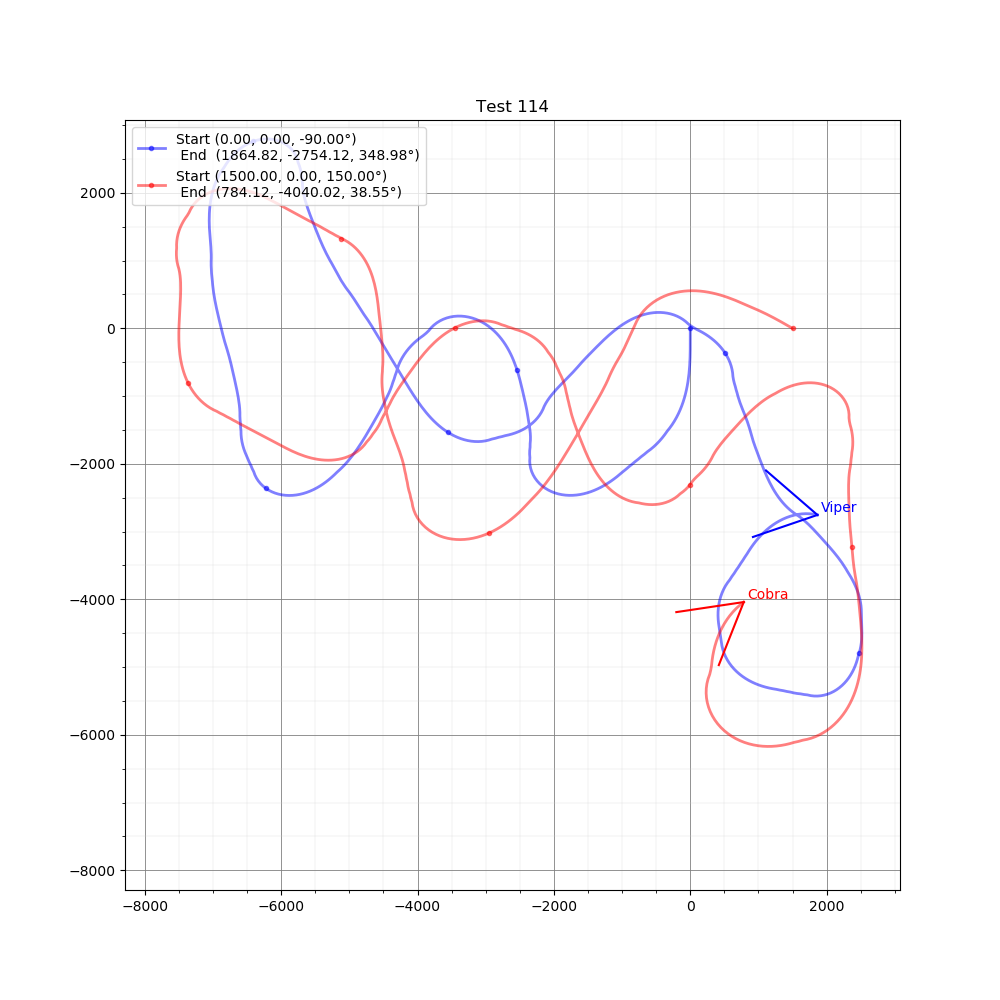 Test 114
Start (0.00, 0.00, -90.00°)
End  (1864.82, -2754.12, 348.98°)
Start (1500.00, 0.00, 150.00°)
End  (784.12, -4040.02, 38.55°)
2000
0
−2000
−4000
−6000
−8000
Viper
Cobra
−8000 −6000 −4000 −2000 0 2000